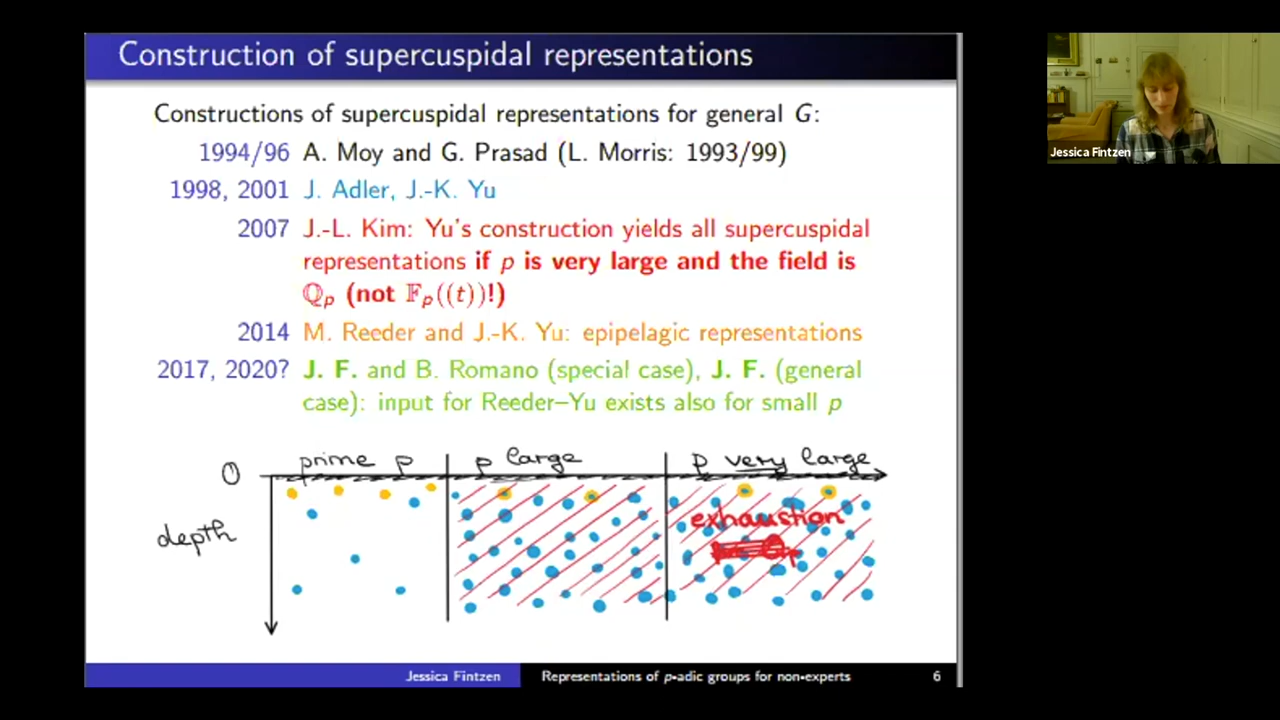 Construction of supercuspidal representations
Constructions of supercuspidal representations for general G:
1994/96 A. Moy and G. Prasad (L. Morris: 1993/99)
1998, 2001 J. Adler, J.-K. Yu
2007 J.-L. Kim: Yu's construction yields all supercuspidal
representations if p is very large and the field is
ℚp (not 𝔽p((t))!)
2014 M. Reeder and J.-K. Yu: epipelagic representations
2017, 2020? J. F. and B. Romano (special case), J. F. (general
case): input for Reeder–Yu exists also for small p
0 prime p p large p very large
depth
exhaustion
Jessica Fintzen Representations of p-adic groups for non-experts 6
Jessica Fintzen